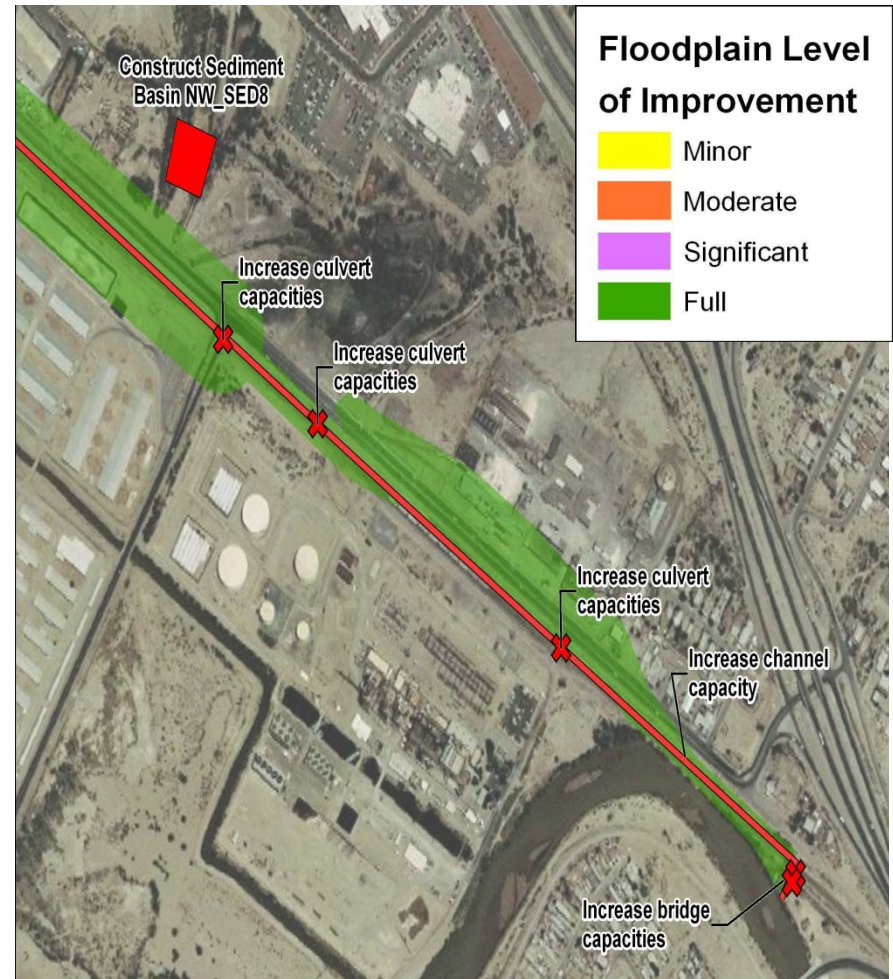 Floodplain Level
of Improvement
Minor
Moderate
Significant
Full
Construct Sediment
Basin NW_SED8
Increase culvert
capacities
Increase culvert
capacities
Increase culvert
capacities
Increase channel
capacity
Increase bridge
capacities